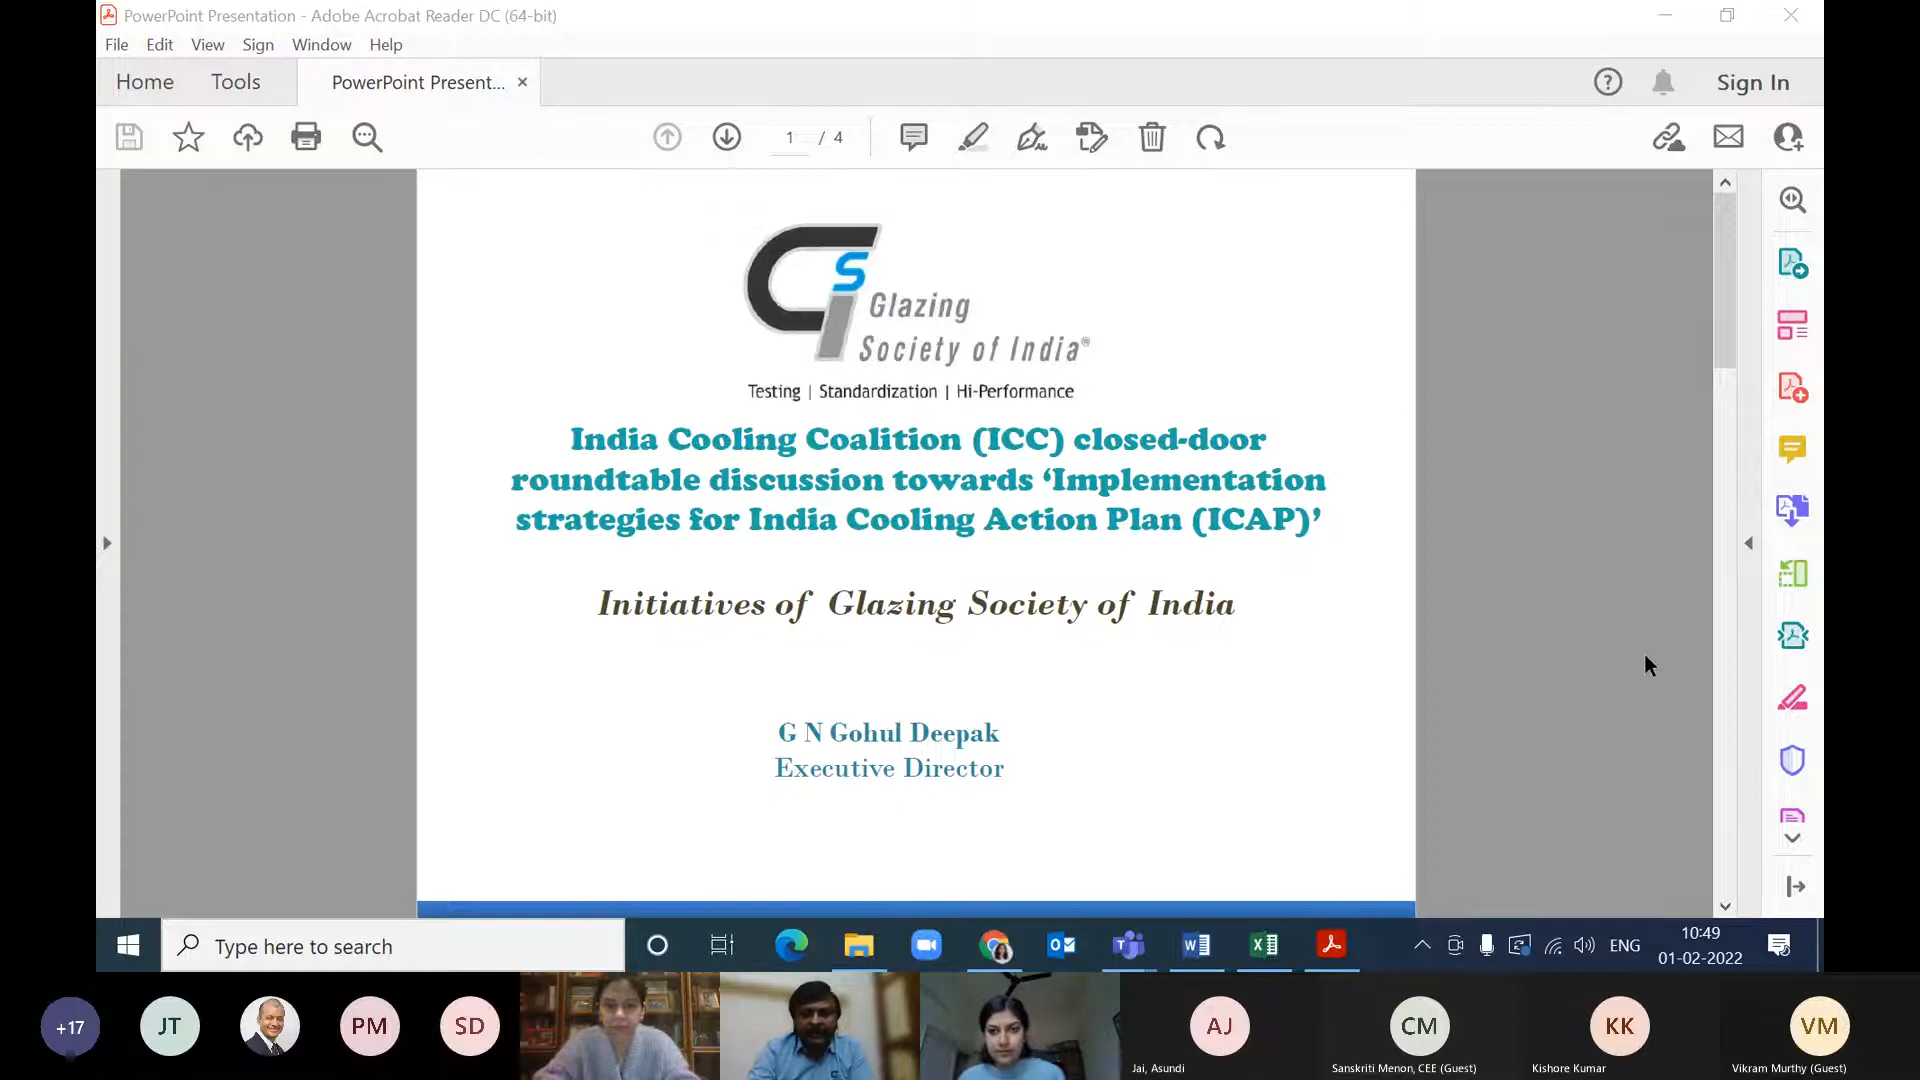 PowerPoint Presentation - Adobe Acrobat Reader DC (64-bit)
File Edit View Sign Window Help
Home Tools PowerPoint Present... × Sign In
1 / 4
Glazing
Society of India®
Testing | Standardization | Hi-Performance
India Cooling Coalition (ICC) closed-door
roundtable discussion towards ‘Implementation
strategies for India Cooling Action Plan (ICAP)’
Initiatives of Glazing Society of India
G N Gohul Deepak
Executive Director
Type here to search
ENG
10:49
01-02-2022
+17 JT PM SD AJ CM KK VM
Jai, Asundi Sanskriti Menon, CEE (Guest) Kishore Kumar Vikram Murthy (Guest)